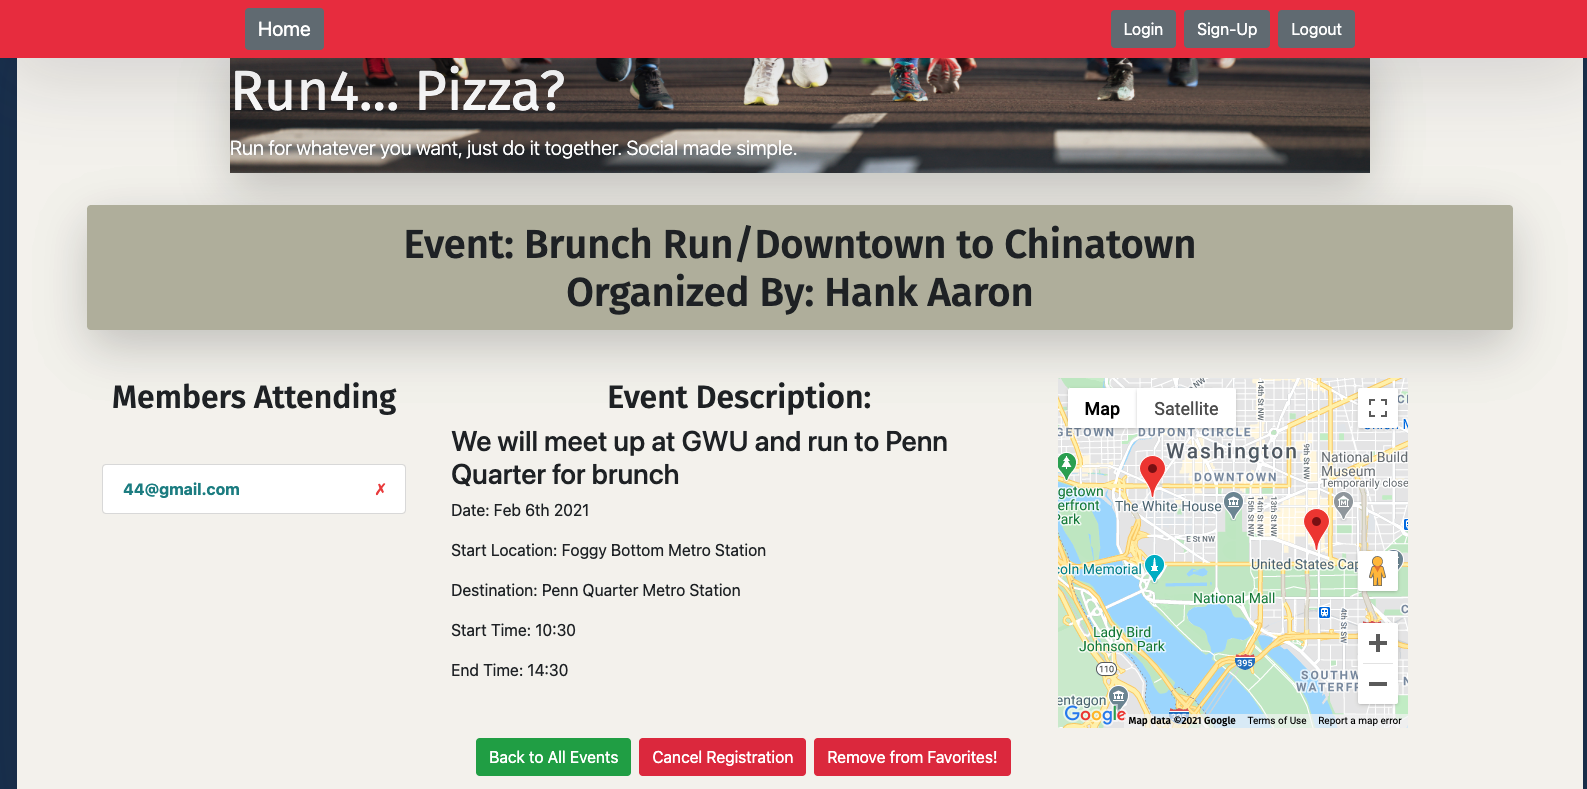 Home
Login
Sign-Up
Logout
Run4... Pizza?
Run for whatever you want, just do it together. Social made simple.
Event: Brunch Run/Downtown to Chinatown
Organized By: Hank Aaron
Members Attending
44@gmail.com
✗
Event Description:
We will meet up at GWU and run to Penn
Quarter for brunch
Date: Feb 6th 2021
Start Location: Foggy Bottom Metro Station
Destination: Penn Quarter Metro Station
Start Time: 10:30
End Time: 14:30
Map
Satellite
NW
14th St NW
GETOWN
DUPONT CIRCLE
Washington
9th St NW
National Build
Museum
Temporarily close
DOWNTOWN
getown
erfront
Park
The White House
15th St NW
14th St NW
13th St NW
E St NW
United States Cap
coln Memorial
National Mall
4th St SW
Lady Bird
Johnson Park
395
110
SOUTHW
WATERFF
entagon
Google
Map data ©2021 Google
Terms of Use
Report a map error
Back to All Events
Cancel Registration
Remove from Favorites!